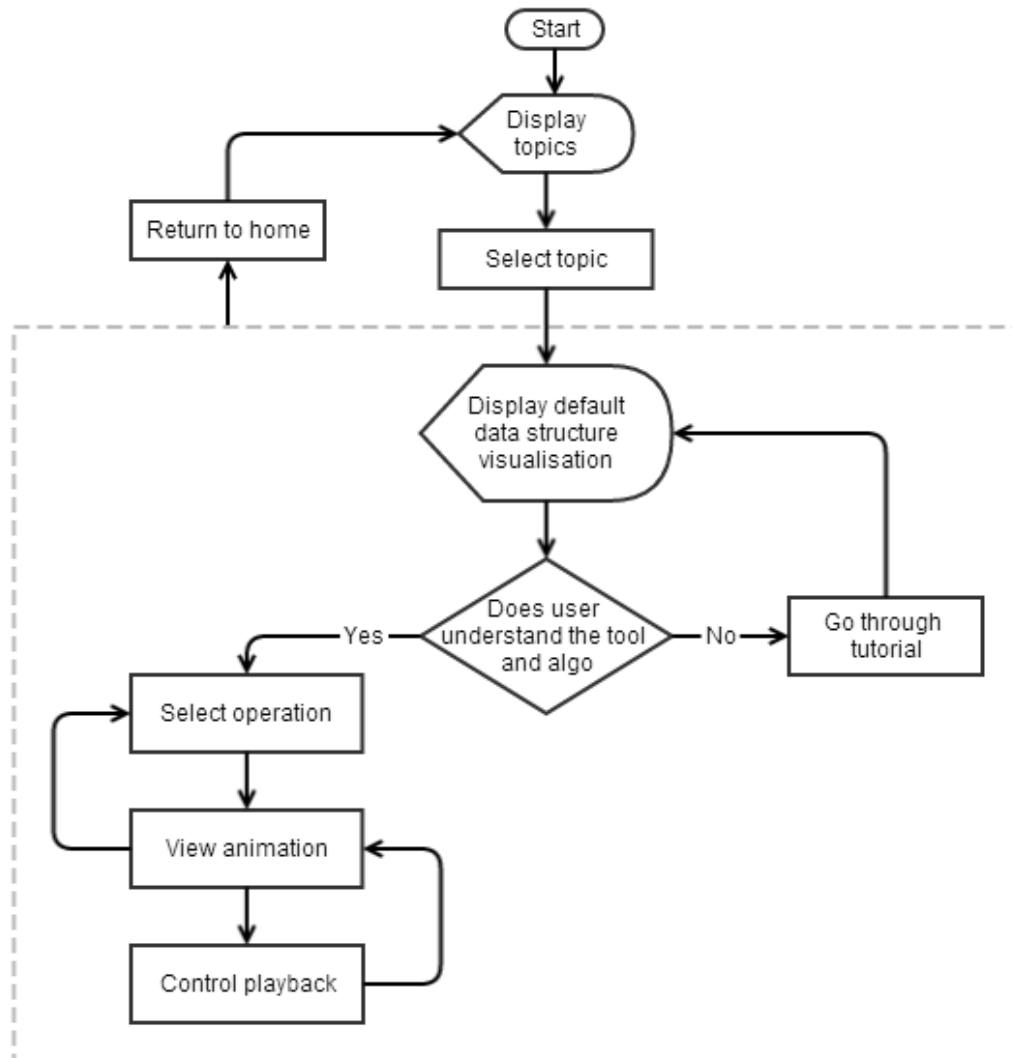 Start
Display
topics
Return to home
Select topic
Display default
data structure
visualisation
Does user
understand the tool
and algo
Yes
No
Go through
tutorial
Select operation
View animation
Control playback